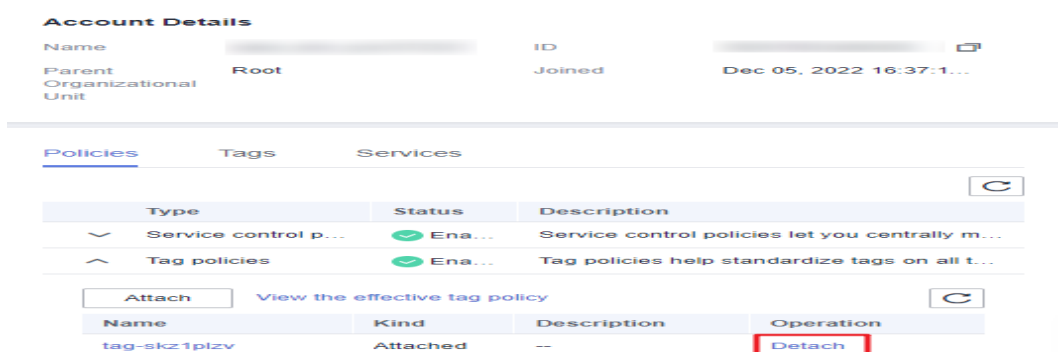 Account Details
Name ID
Parent Organizational Unit Root Joined Dec 05, 2022 16:37:1...
Policies Tags Services
Type Status Description
Service control p... Ena... Service control policies let you centrally m...
Tag policies Ena... Tag policies help standardize tags on all t...
Attach View the effective tag policy
Name Kind Description Operation
tag-skz1plzv Attached -- Detach